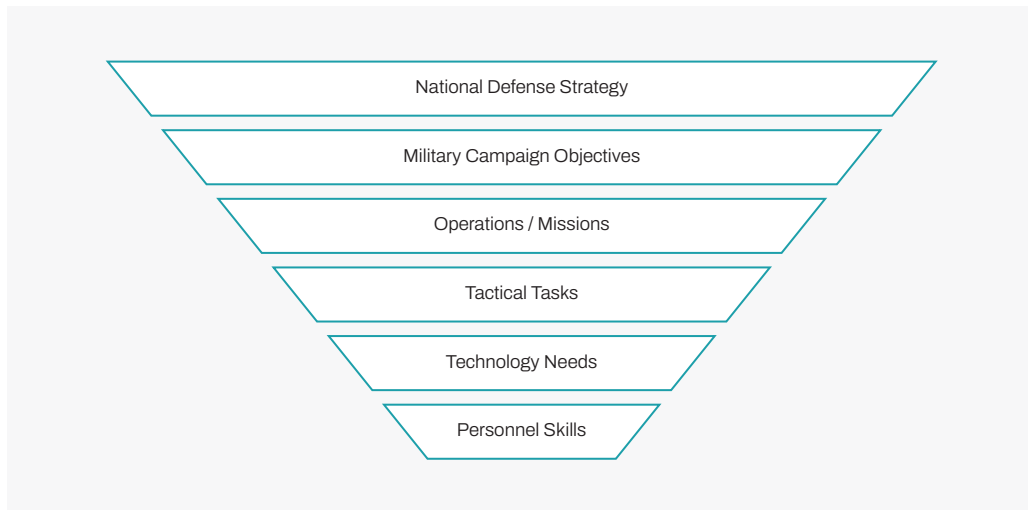 National Defense Strategy
Military Campaign Objectives
Operations / Missions
Tactical Tasks
Technology Needs
Personnel Skills